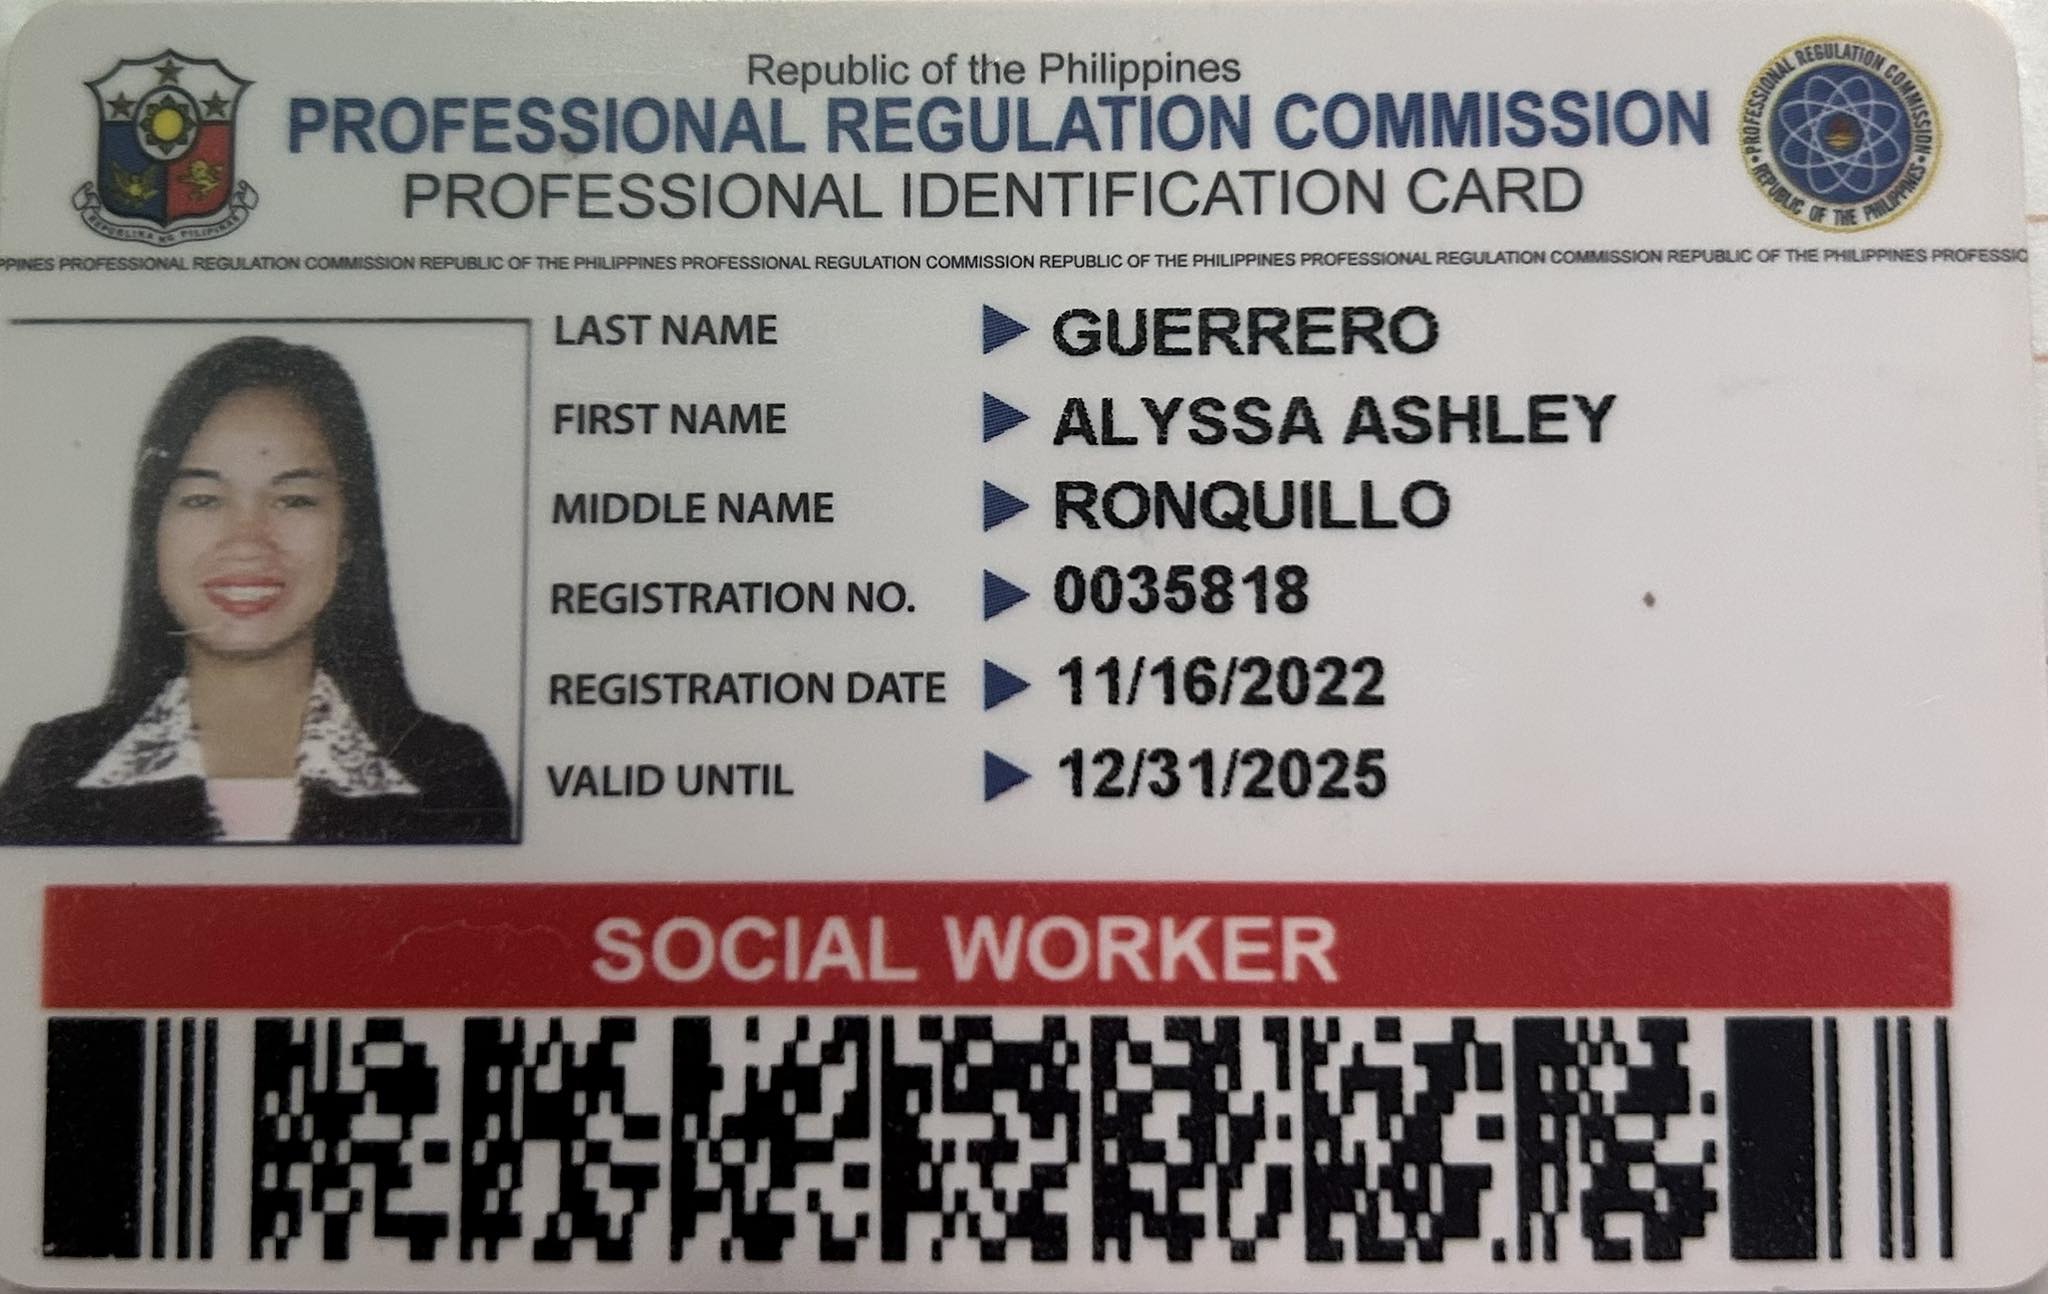 Republic of the Philippines
PROFESSIONAL REGULATION COMMISSION
PROFESSIONAL IDENTIFICATION CARD
REPUBLIKA NG PILIPINAS
PROFESSIONAL REGULATION COMMISSION
REPUBLIC OF THE PHILIPPINES
PPINES PROFESSIONAL REGULATION COMMISSION REPUBLIC OF THE PHILIPPINES PROFESSIONAL REGULATION COMMISSION REPUBLIC OF THE PHILIPPINES PROFESSIONAL REGULATION COMMISSION REPUBLIC OF THE PHILIPPINES PROFESSIO
LAST NAME GUERRERO
FIRST NAME ALYSSA ASHLEY
MIDDLE NAME RONQUILLO
REGISTRATION NO. 0035818
REGISTRATION DATE 11/16/2022
VALID UNTIL 12/31/2025
SOCIAL WORKER